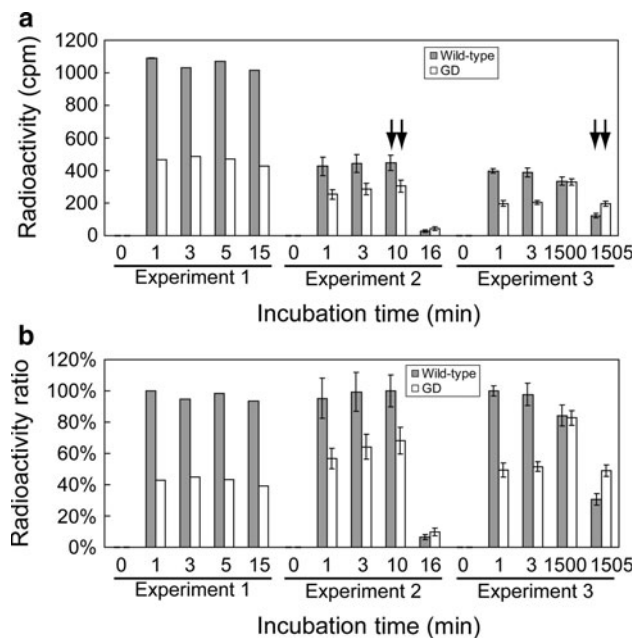 a
1200
1000
800
600
400
200
0
Radioactivity (cpm)
Wild-type
GD
0 1 3 5 15 0 1 3 10 16 0 1 3 1500 1505
Experiment 1 Experiment 2 Experiment 3
Incubation time (min)
b
120%
100%
80%
60%
40%
20%
0%
Radioactivity ratio
Wild-type
GD
0 1 3 5 15 0 1 3 10 16 0 1 3 1500 1505
Experiment 1 Experiment 2 Experiment 3
Incubation time (min)